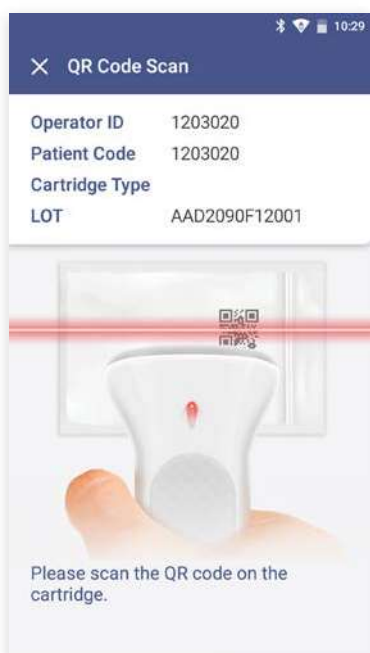 10:29
QR Code Scan
Operator ID 1203020
Patient Code 1203020
Cartridge Type
LOT AAD2090F12001
Please scan the QR code on the
cartridge.